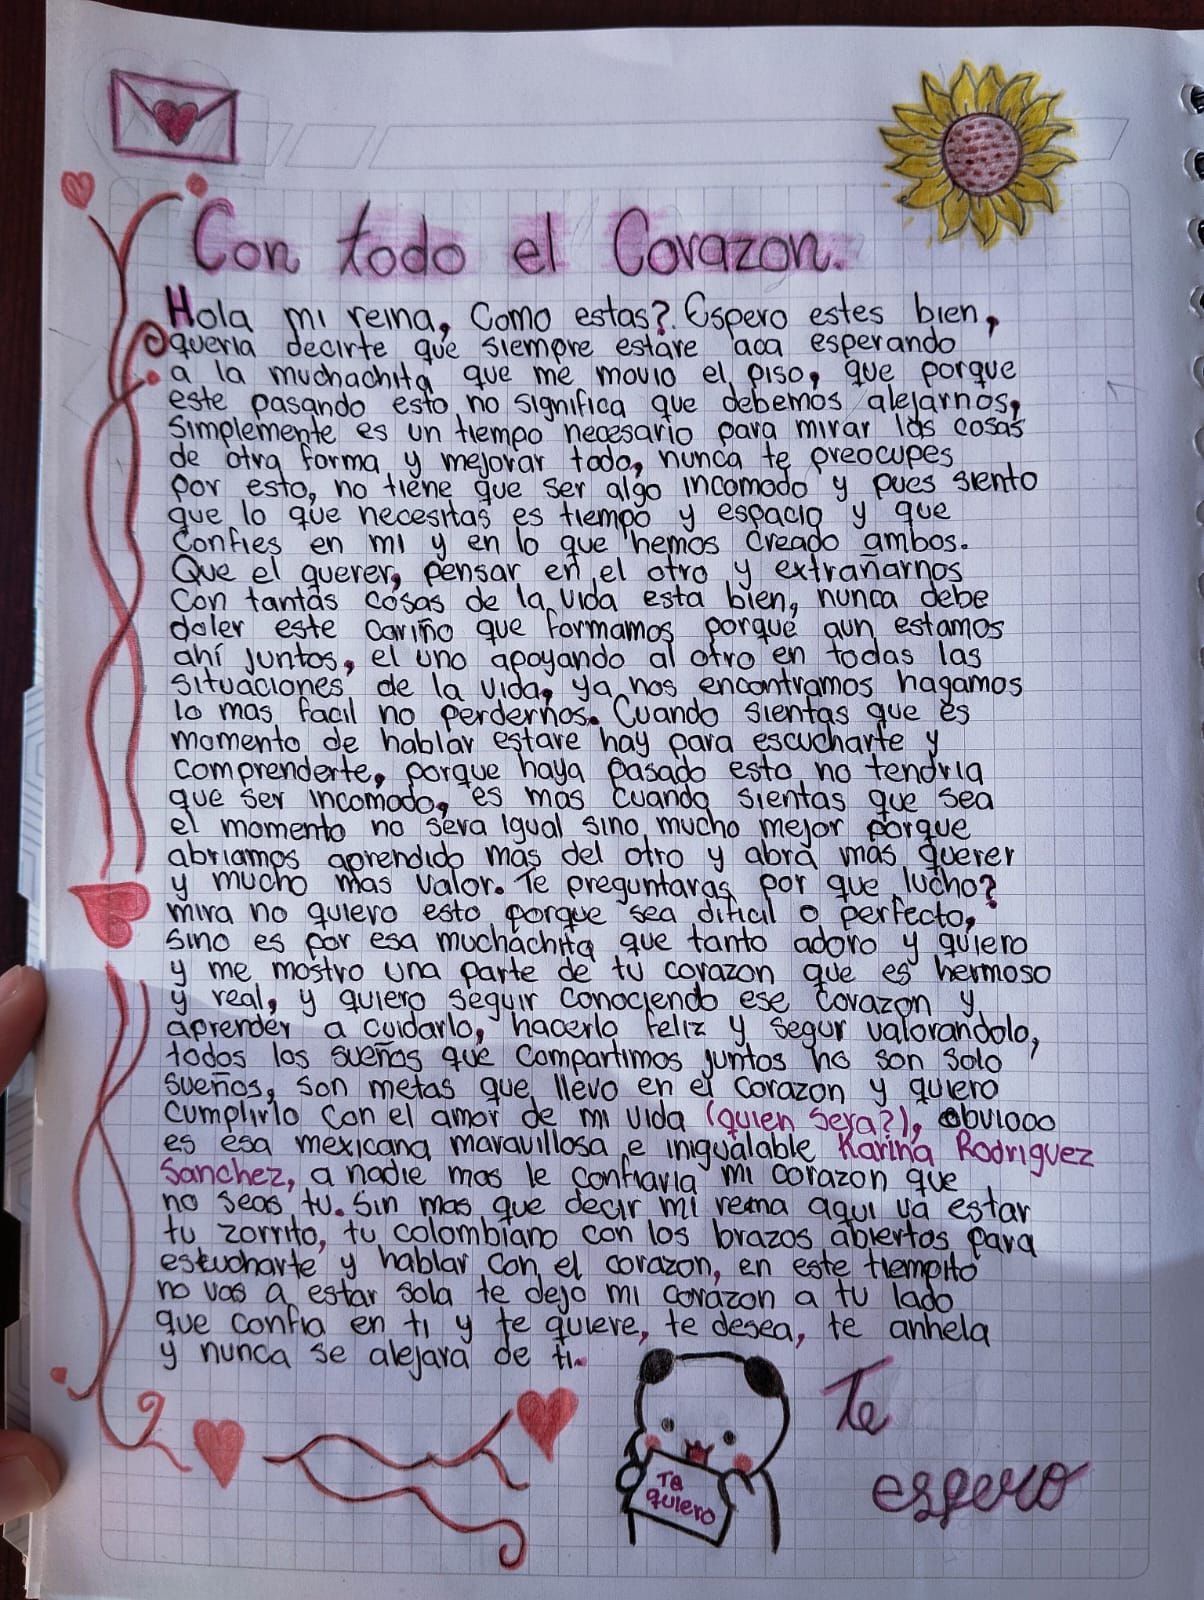 Con todo el Corazon.
Hola mi reina, Como estas?. Espero estes bien,
queria decirte que siempre estare aca esperando
a la muchachita que me movio el piso, que porque
este pasando esto no significa que debemos alejarnos,
simplemente es un tiempo necesario para mirar las cosas
de otra forma y mejorar todo, nunca te preocupes
por esto, no tiene que ser algo incomodo y pues siento
que lo que necesitas es tiempo y espacio y que
confies en mi y en lo que hemos creado ambos.
Que el querer, pensar en el otro y extrañarnos
con tantas cosas de la vida esta bien, nunca debe
doler este cariño que formamos porque aun estamos
ahí juntos, el uno apoyando al otro en todas las
situaciones de la vida, ya nos encontramos hagamos
lo mas facil no perdernos. Cuando sientas que es
momento de hablar estare hay para escucharte y
comprenderte, porque haya pasado esto no tendria
que ser incomodo, es mas cuando sientas que sea
el momento no sera igual sino mucho mejor porque
abriamos aprendido mas del otro y abra mas querer
y mucho mas valor. Te preguntaras por que lucho?
mira no quiero esto porque sea dificil o perfecto,
sino es por esa muchachita que tanto adoro y quiero
y me mostro una parte de tu corazon que es hermoso
y real, y quiero seguir conociendo ese corazon y
aprender a cuidarlo, hacerlo feliz y segur valorandolo,
todos los sueños que compartimos juntos no son solo
sueños, son metas que llevo en el corazon y quiero
cumplirlo con el amor de mi vida (quien sera?), obviooo
es esa mexicana maravillosa e inigualable Karina Rodriguez
Sanchez, a nadie mas le confiaria mi corazon que
no seas tu. Sin mas que decir mi reina aqui va estar
tu zorrito, tu colombiano con los brazos abiertos para
escucharte y hablar con el corazon, en este tiempito
no vas a estar sola te dejo mi corazon a tu lado
que confia en ti y te quiere, te desea, te anhela
y nunca se alejara de ti.
Te
espero
Te
quiero